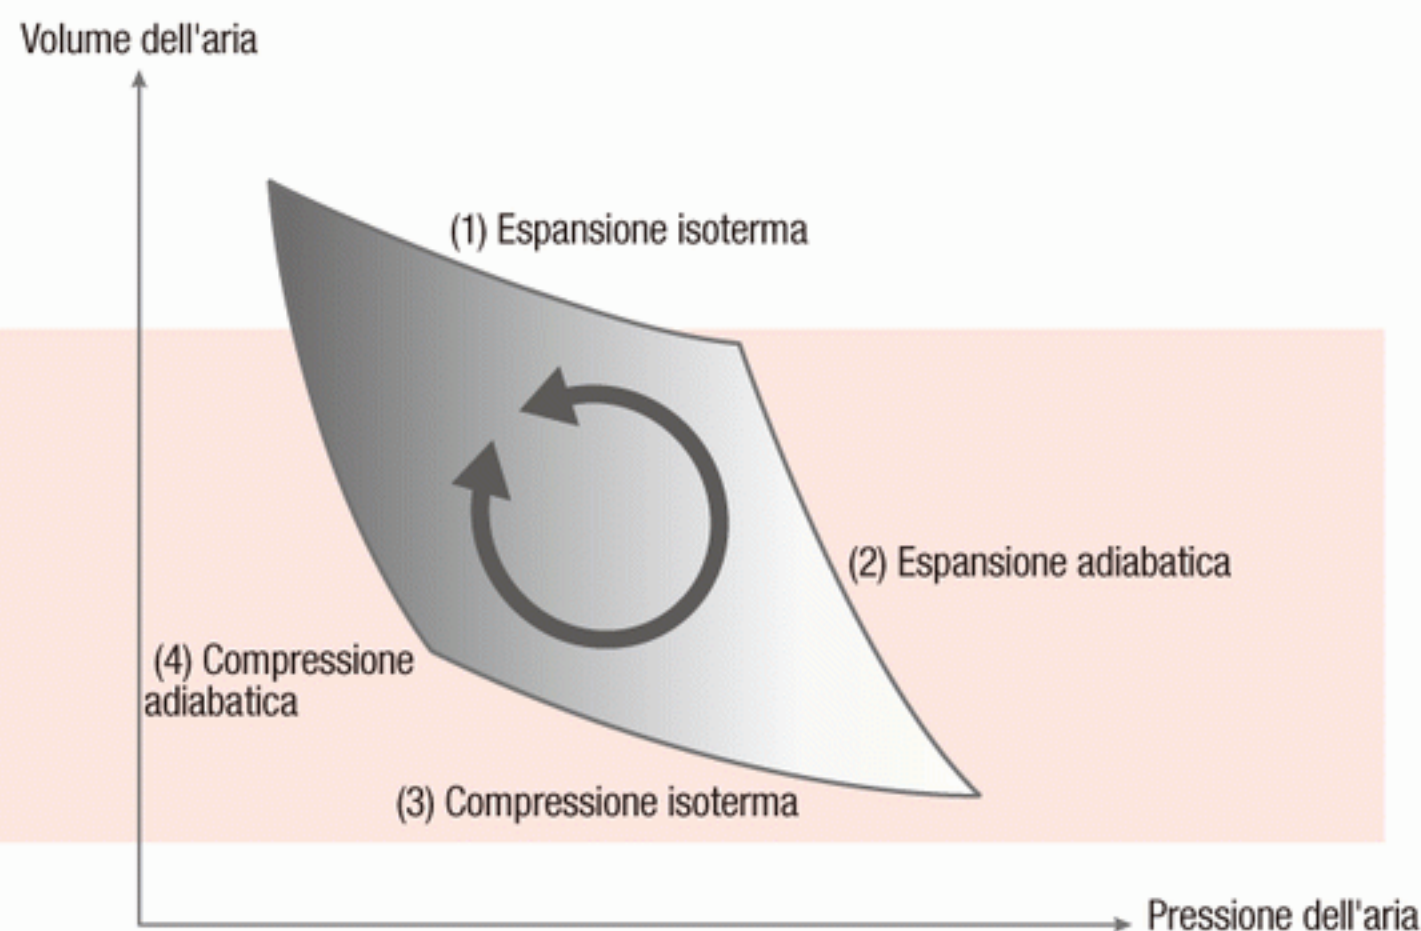 Volume dell'aria
(1) Espansione isoterma
(2) Espansione adiabatica
(4) Compressione
adiabatica
(3) Compressione isoterma
Pressione dell'aria